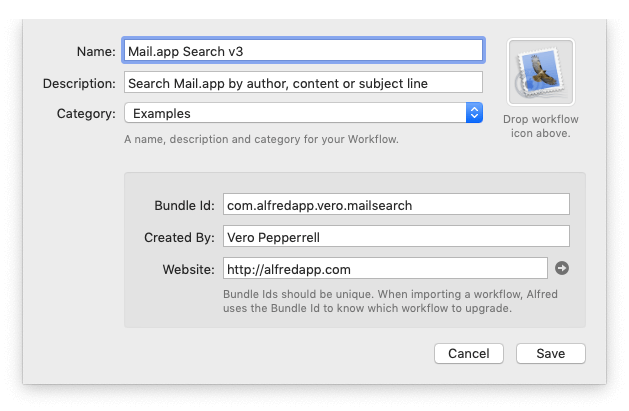 Name: Mail.app Search v3
Description: Search Mail.app by author, content or subject line
Category: Examples
A name, description and category for your Workflow.
Drop workflow
icon above.
Bundle Id: com.alfredapp.vero.mailsearch
Created By: Vero Pepperrell
Website: http://alfredapp.com
Bundle Ids should be unique. When importing a workflow, Alfred
uses the Bundle Id to know which workflow to upgrade.
Cancel Save